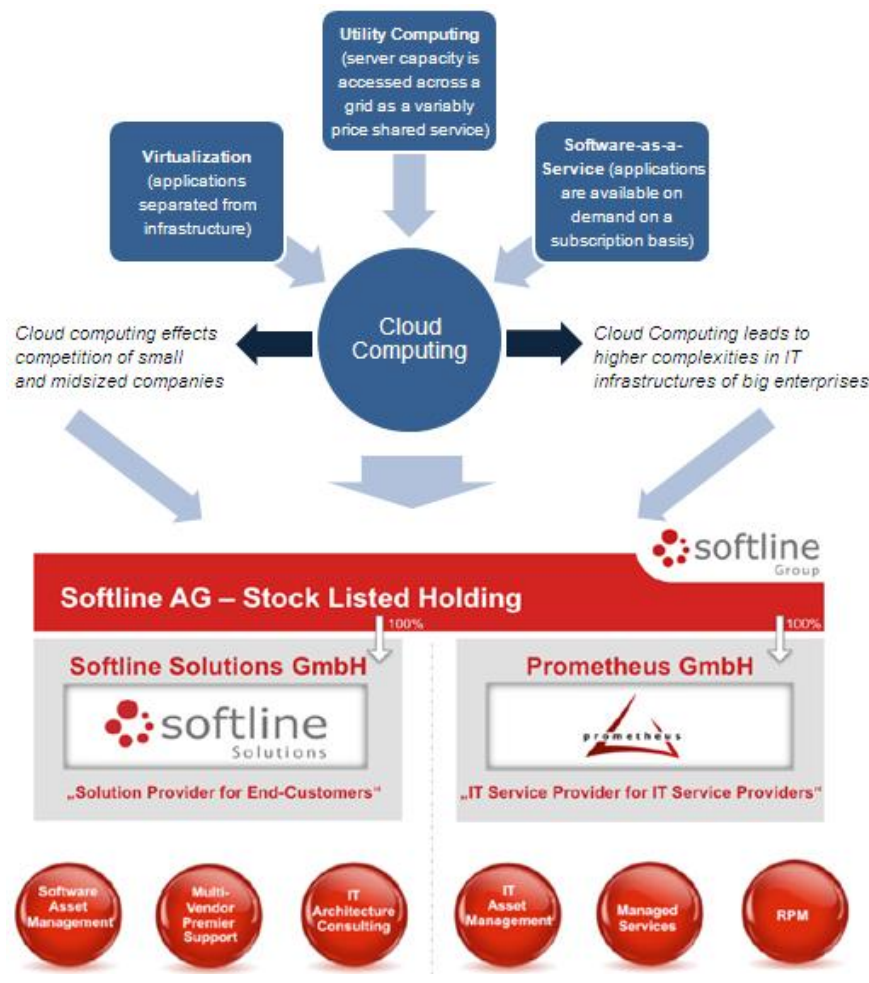 Utility Computing
(server capacity is
accessed across a
grid as a variably
price shared service)
Virtualization
(applications
separated from
infrastructure)
Software-as-a-
Service (applications
are available on
demand on a
subscription basis)
Cloud
Computing
Cloud computing effects
competition of small
and midsized companies
Cloud Computing leads to
higher complexities in IT
infrastructures of big enterprises
softline
Group
Softline AG – Stock Listed Holding
100%
100%
Softline Solutions GmbH
softline
Solutions
„Solution Provider for End-Customers“
Prometheus GmbH
prometheus
„IT Service Provider for IT Service Providers“
Software
Asset
Management
Multi-
Vendor
Premier
Support
IT
Architecture
Consulting
IT
Asset
Management
Managed
Services
RPM